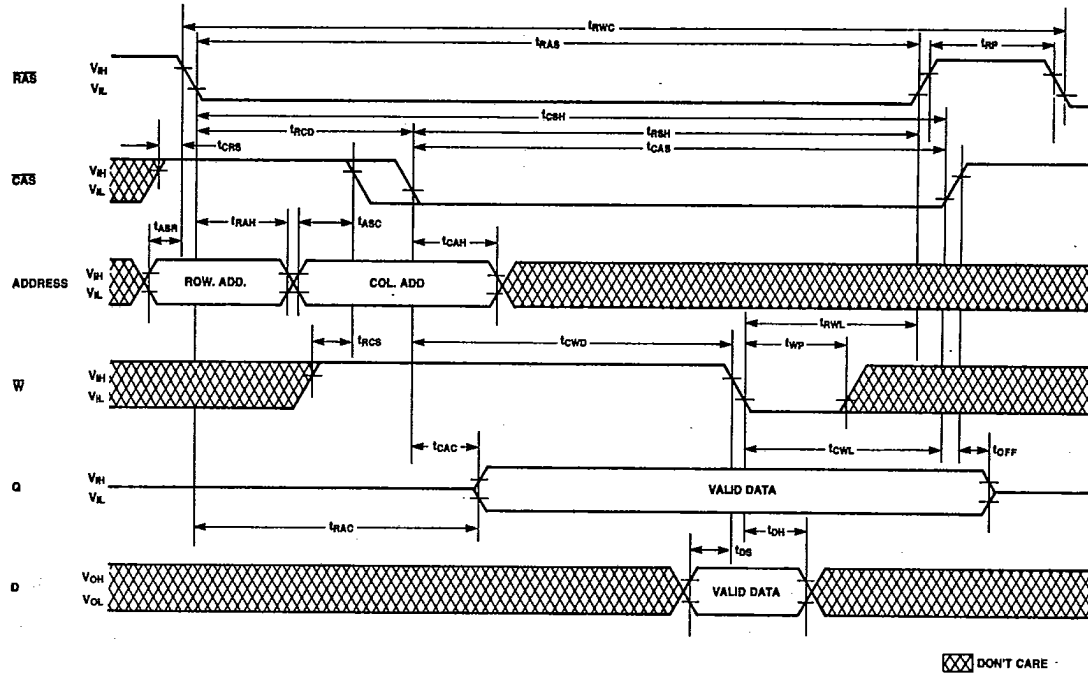 tRWC
tRAS
tRP
RAS
VIH
VIL
tCSH
tRCD
tRSH
tCRS
tCAS
CAS
VIH
VIL
tASR
tRAH
tASC
tCAH
ADDRESS
VIH
VIL
ROW. ADD.
COL. ADD
tRWL
tRCS
tCWD
tWP
W
VIH
VIL
tCAC
tCWL
tOFF
Q
VIH
VIL
VALID DATA
tRAC
tDH
tDS
D
VOH
VOL
VALID DATA
DON'T CARE